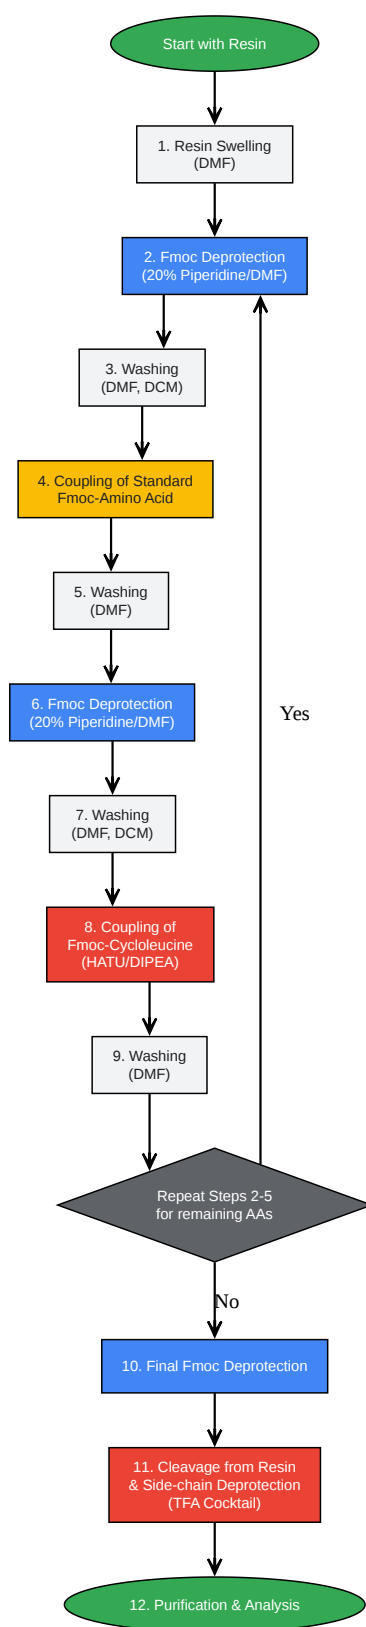 Start with Resin
1. Resin Swelling
(DMF)
2. Fmoc Deprotection
(20% Piperidine/DMF)
3. Washing
(DMF, DCM)
4. Coupling of Standard
Fmoc-Amino Acid
5. Washing
(DMF)
6. Fmoc Deprotection
(20% Piperidine/DMF)
Yes
7. Washing
(DMF, DCM)
8. Coupling of
Fmoc-Cycloleucine
(HATU/DIPEA)
9. Washing
(DMF)
Repeat Steps 2-5
for remaining AAs
No
10. Final Fmoc Deprotection
11. Cleavage from Resin
& Side-chain Deprotection
(TFA Cocktail)
12. Purification & Analysis